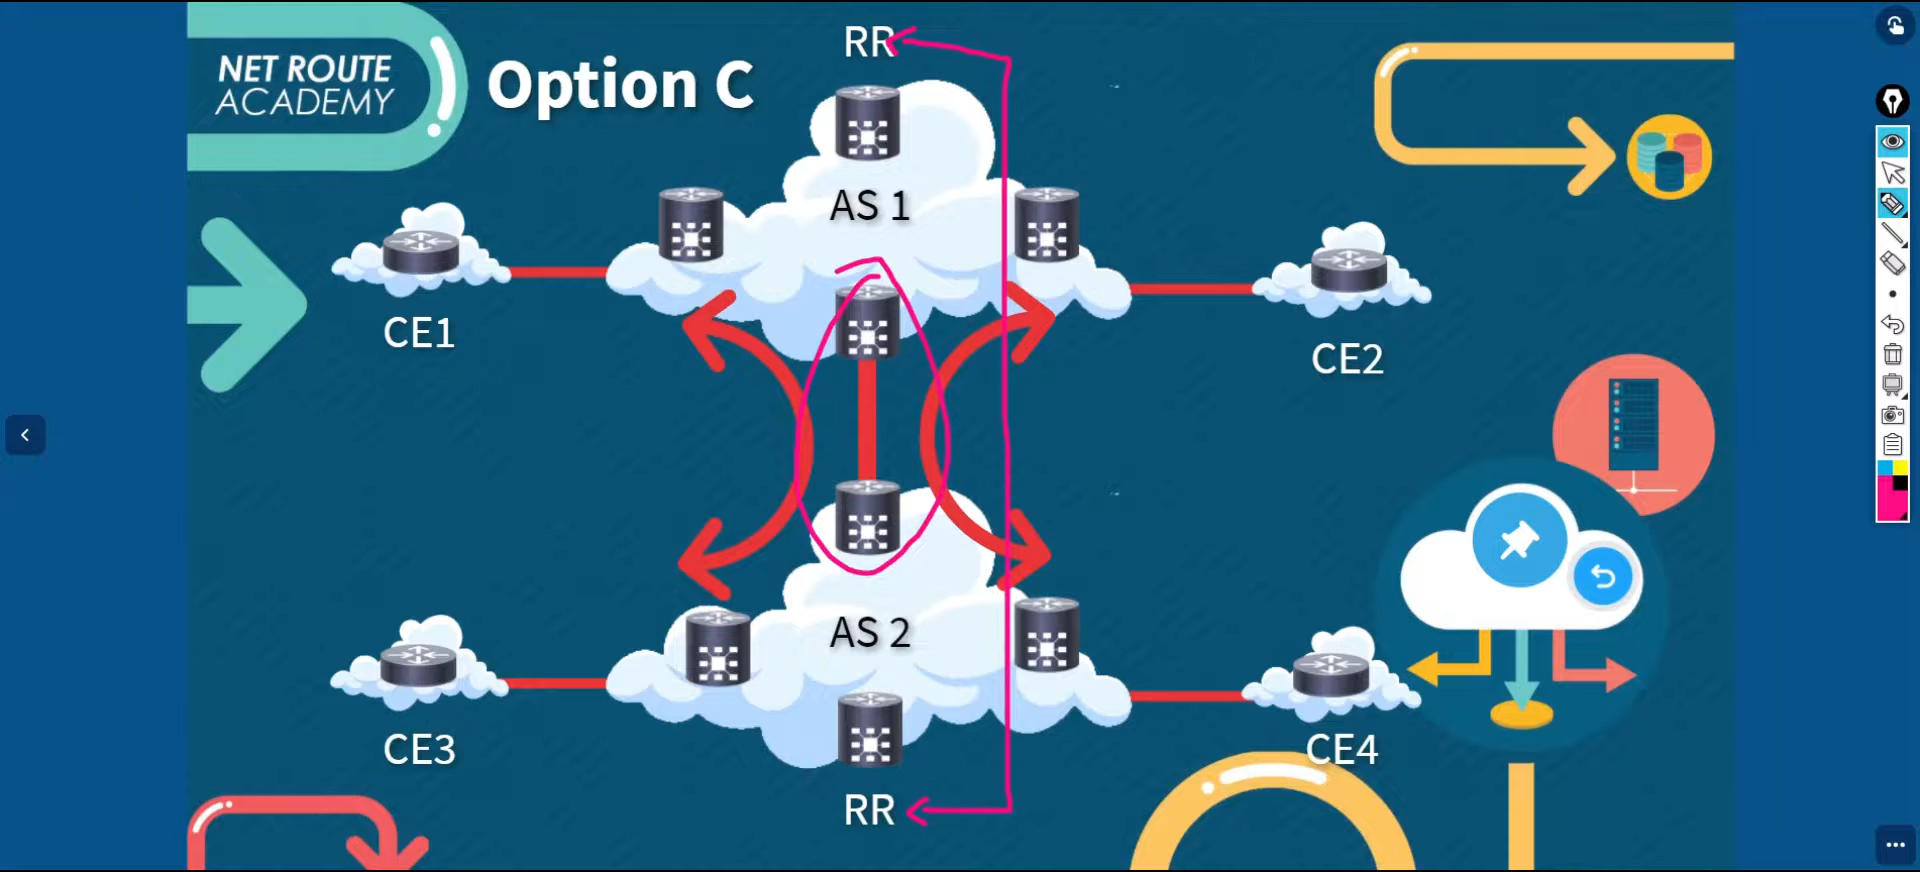 NET ROUTE
ACADEMY
Option C
RR
AS 1
CE1
CE2
AS 2
CE3
CE4
RR